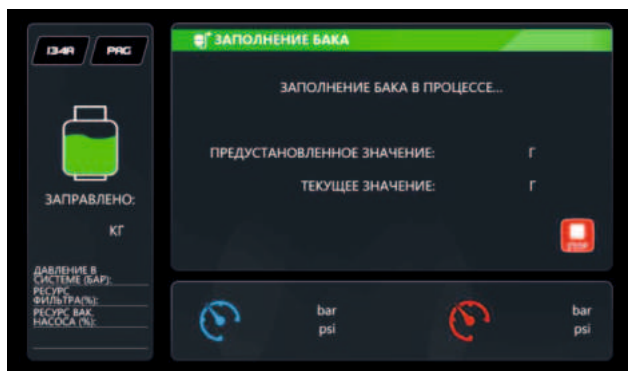 134A PAG
ЗАПРАВЛЕНО:
КГ
ДАВЛЕНИЕ В
СИСТЕМЕ (БАР):
РЕСУРС
ФИЛЬТРА(%):
РЕСУРС ВАК.
НАСОСА (%):
ЗАПОЛНЕНИЕ БАКА
ЗАПОЛНЕНИЕ БАКА В ПРОЦЕССЕ...
ПРЕДУСТАНОВЛЕННОЕ ЗНАЧЕНИЕ: Г
ТЕКУЩЕЕ ЗНАЧЕНИЕ: Г
STOP
bar bar
psi psi